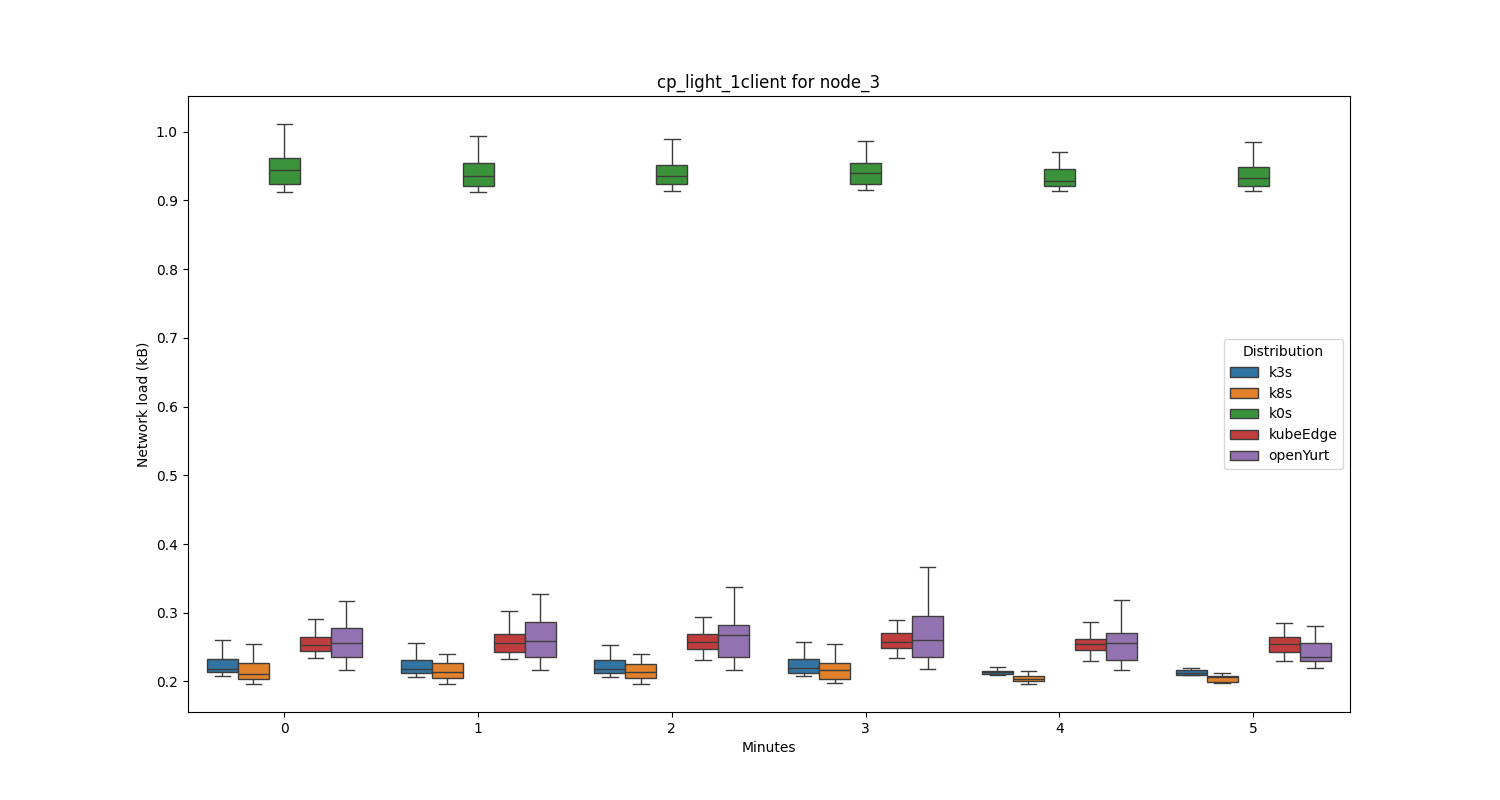 cp_light_1client for node_3
Network load (kB)
1.0
0.9
0.8
0.7
0.6
0.5
0.4
0.3
0.2
Distribution
k3s
k8s
k0s
kubeEdge
openYurt
0 1 2 3 4 5
Minutes